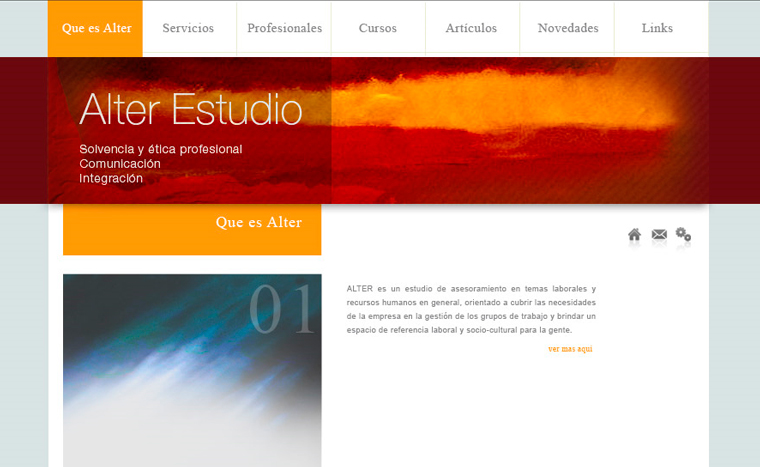 Que es Alter
Servicios
Profesionales
Cursos
Artículos
Novedades
Links
Alter Estudio
Solvencia y ética profesional
Comunicación
Integración
Que es Alter
01
ALTER es un estudio de asesoramiento en temas laborales y
recursos humanos en general, orientado a cubrir las necesidades
de la empresa en la gestión de los grupos de trabajo y brindar un
espacio de referencia laboral y socio-cultural para la gente.
ver mas aqui